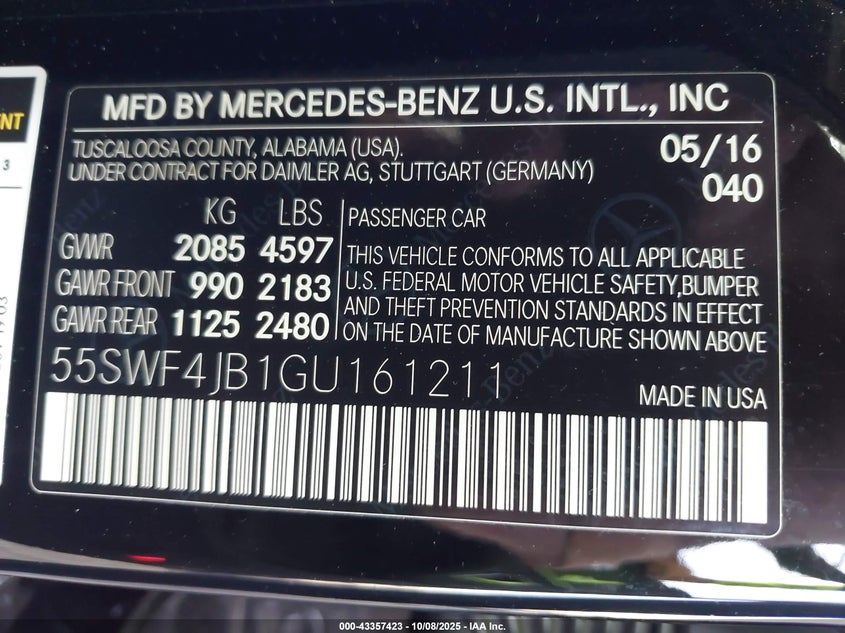 MFD BY MERCEDES-BENZ U.S. INTL., INC
TUSCALOOSA COUNTY, ALABAMA (USA).
UNDER CONTRACT FOR DAIMLER AG, STUTTGART (GERMANY)
05/16
040
KG LBS
GVWR 2085 4597
GAWR FRONT 990 2183
GAWR REAR 1125 2480
PASSENGER CAR
THIS VEHICLE CONFORMS TO ALL APPLICABLE
U.S. FEDERAL MOTOR VEHICLE SAFETY,BUMPER
AND THEFT PREVENTION STANDARDS IN EFFECT
ON THE DATE OF MANUFACTURE SHOWN ABOVE
55SWF4JB1GU161211
MADE IN USA
000-43357423 - 10/08/2025 - IAA Inc.